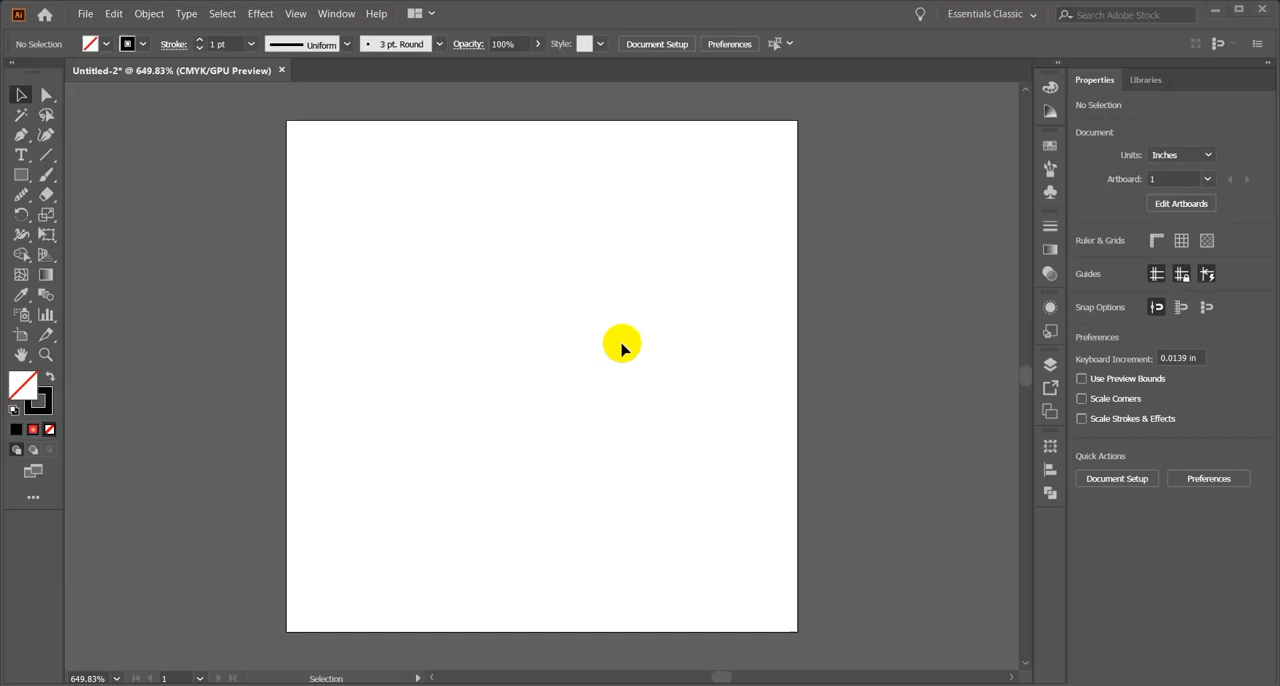 Ai File Edit Object Type Select Effect View Window Help Essentials Classic Search Adobe Stock
No Selection Stroke: 1 pt Uniform 3 pt. Round Opacity: 100% Style: Document Setup Preferences
Untitled-2* @ 649.83% (CMYK/GPU Preview)
Properties Libraries
No Selection
Document
Units: Inches
Artboard: 1
Edit Artboards
Ruler & Grids
Guides
Snap Options
Preferences
Keyboard Increment: 0.0139 in
Use Preview Bounds
Scale Corners
Scale Strokes & Effects
Quick Actions
Document Setup Preferences
649.83% 1 Selection